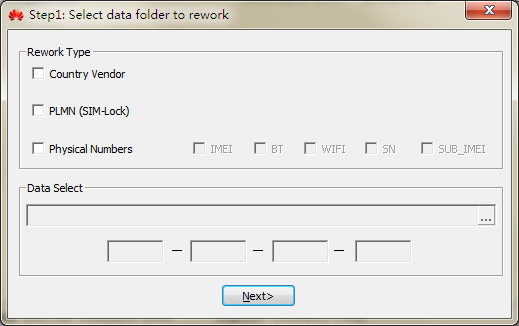 Step1: Select data folder to rework
Rework Type
Country Vendor
PLMN (SIM-Lock)
Physical Numbers IMEI BT WIFI SN SUB_IMEI
Data Select
...
— — —
Next>